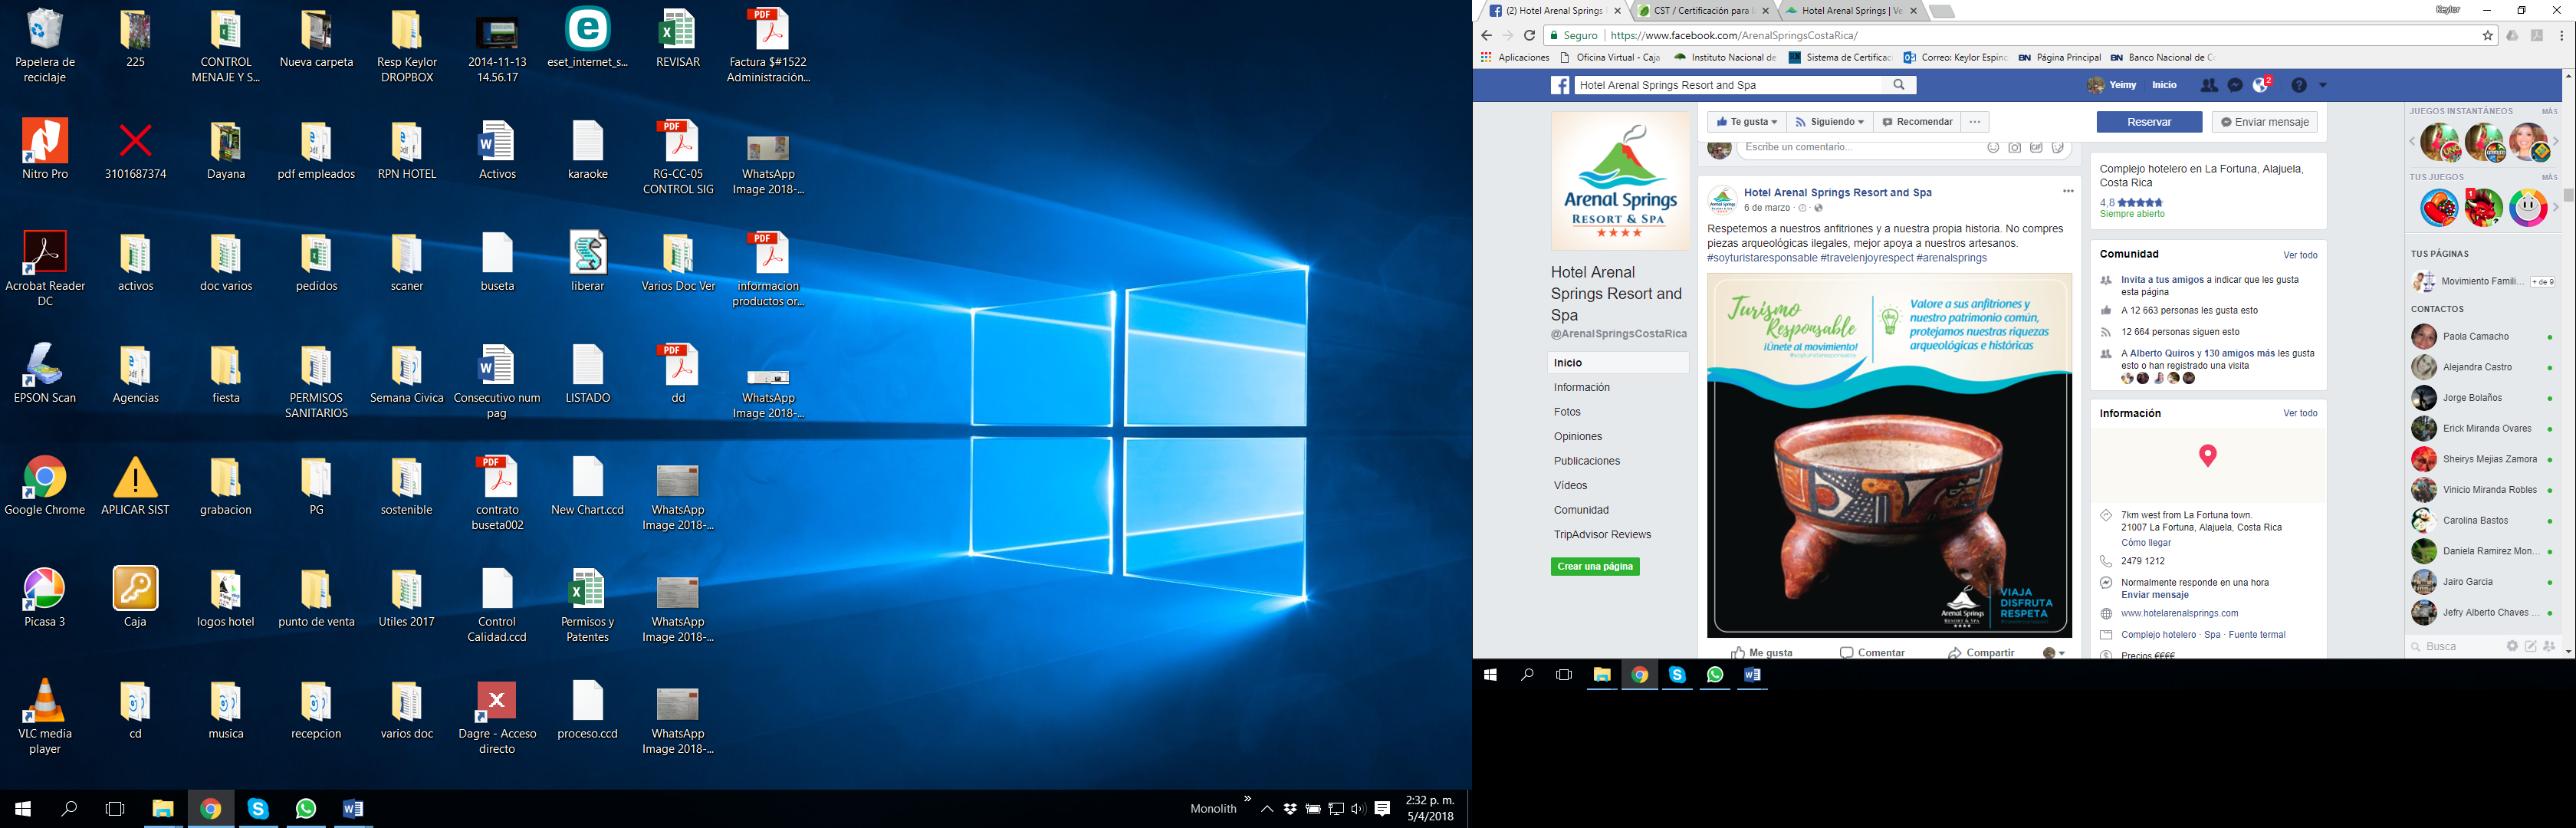 Papelera de
reciclaje
225
CONTROL
MENAJE Y S...
Nueva carpeta
Resp Keylor
DROPBOX
2014-11-13
14.56.17
eset_internet_s...
REVISAR
Factura $#1522
Administración...
Nitro Pro
3101687374
Dayana
pdf empleados
RPN HOTEL
Activos
karaoke
RG-CC-05
CONTROL SIG
WhatsApp
Image 2018-...
Acrobat Reader
DC
activos
doc varios
pedidos
scaner
buseta
liberar
Varios Doc Ver
informacion
productos or...
EPSON Scan
Agencias
fiesta
PERMISOS
SANITARIOS
Semana Civica
Consecutivo num
pag
LISTADO
dd
WhatsApp
Image 2018-...
Google Chrome
APLICAR SIST
grabacion
PG
sostenible
contrato
buseta002
New Chart.ccd
WhatsApp
Image 2018-...
Picasa 3
Caja
logos hotel
punto de venta
Utiles 2017
Control
Calidad.ccd
Permisos y
Patentes
WhatsApp
Image 2018-...
VLC media
player
cd
musica
recepcion
varios doc
Dagre - Acceso
directo
proceso.ccd
WhatsApp
Image 2018-...
Monolith
2:32 p. m.
5/4/2018
(2) Hotel Arenal Springs
CST / Certificación para
Hotel Arenal Springs | Ve
Keylor
Seguro
https://www.facebook.com/ArenalSpringsCostaRica/
Aplicaciones
Oficina Virtual - Caja
Instituto Nacional de
Sistema de Certificac
Correo: Keylor Espino
Página Principal
Banco Nacional de Co
Hotel Arenal Springs Resort and Spa
Yeimy
Inicio
2
Arenal Springs
RESORT & SPA
Hotel Arenal
Springs Resort and
Spa
@ArenalSpringsCostaRica
Inicio
Información
Fotos
Opiniones
Publicaciones
Vídeos
Comunidad
TripAdvisor Reviews
Crear una página
Te gusta
Siguiendo
Recomendar
Reservar
Enviar mensaje
Escribe un comentario...
Hotel Arenal Springs Resort and Spa
6 de marzo
Respetemos a nuestros anfitriones y a nuestra propia historia. No compres
piezas arqueológicas ilegales, mejor apoya a nuestros artesanos.
#soyturistaresponsable #travelenjoyrespect #arenalsprings
Turismo
Responsable
¡Únete al movimiento!
#soyturistaresponsable
Valore a sus anfitriones y
nuestro patrimonio común,
protejamos nuestras riquezas
arqueológicas e históricas
Arenal Springs
RESORT & SPA
VIAJA
DISFRUTA
RESPETA
Me gusta
Comentar
Compartir
Complejo hotelero en La Fortuna, Alajuela,
Costa Rica
4,8
Siempre abierto
Comunidad
Ver todo
Invita a tus amigos a indicar que les gusta
esta página
A 12 663 personas les gusta esto
12 664 personas siguen esto
A Alberto Quiros y 130 amigos más les gusta
esto o han registrado una visita
Información
Ver todo
7km west from La Fortuna town.
21007 La Fortuna, Alajuela, Costa Rica
Cómo llegar
2479 1212
Normalmente responde en una hora
Enviar mensaje
www.hotelarenalsprings.com
Complejo hotelero · Spa · Fuente termal
Precios €€€€
JUEGOS INSTANTÁNEOS
MÁS
TUS JUEGOS
MÁS
1
TUS PÁGINAS
Movimiento Famili...
+ de 9
CONTACTOS
Paola Camacho
Alejandra Castro
Jorge Bolaños
Erick Miranda Ovares
Sheirys Mejias Zamora
Vinicio Miranda Robles
Carolina Bastos
Daniela Ramirez Mon...
Jairo Garcia
Jefry Alberto Chaves ...
Busca